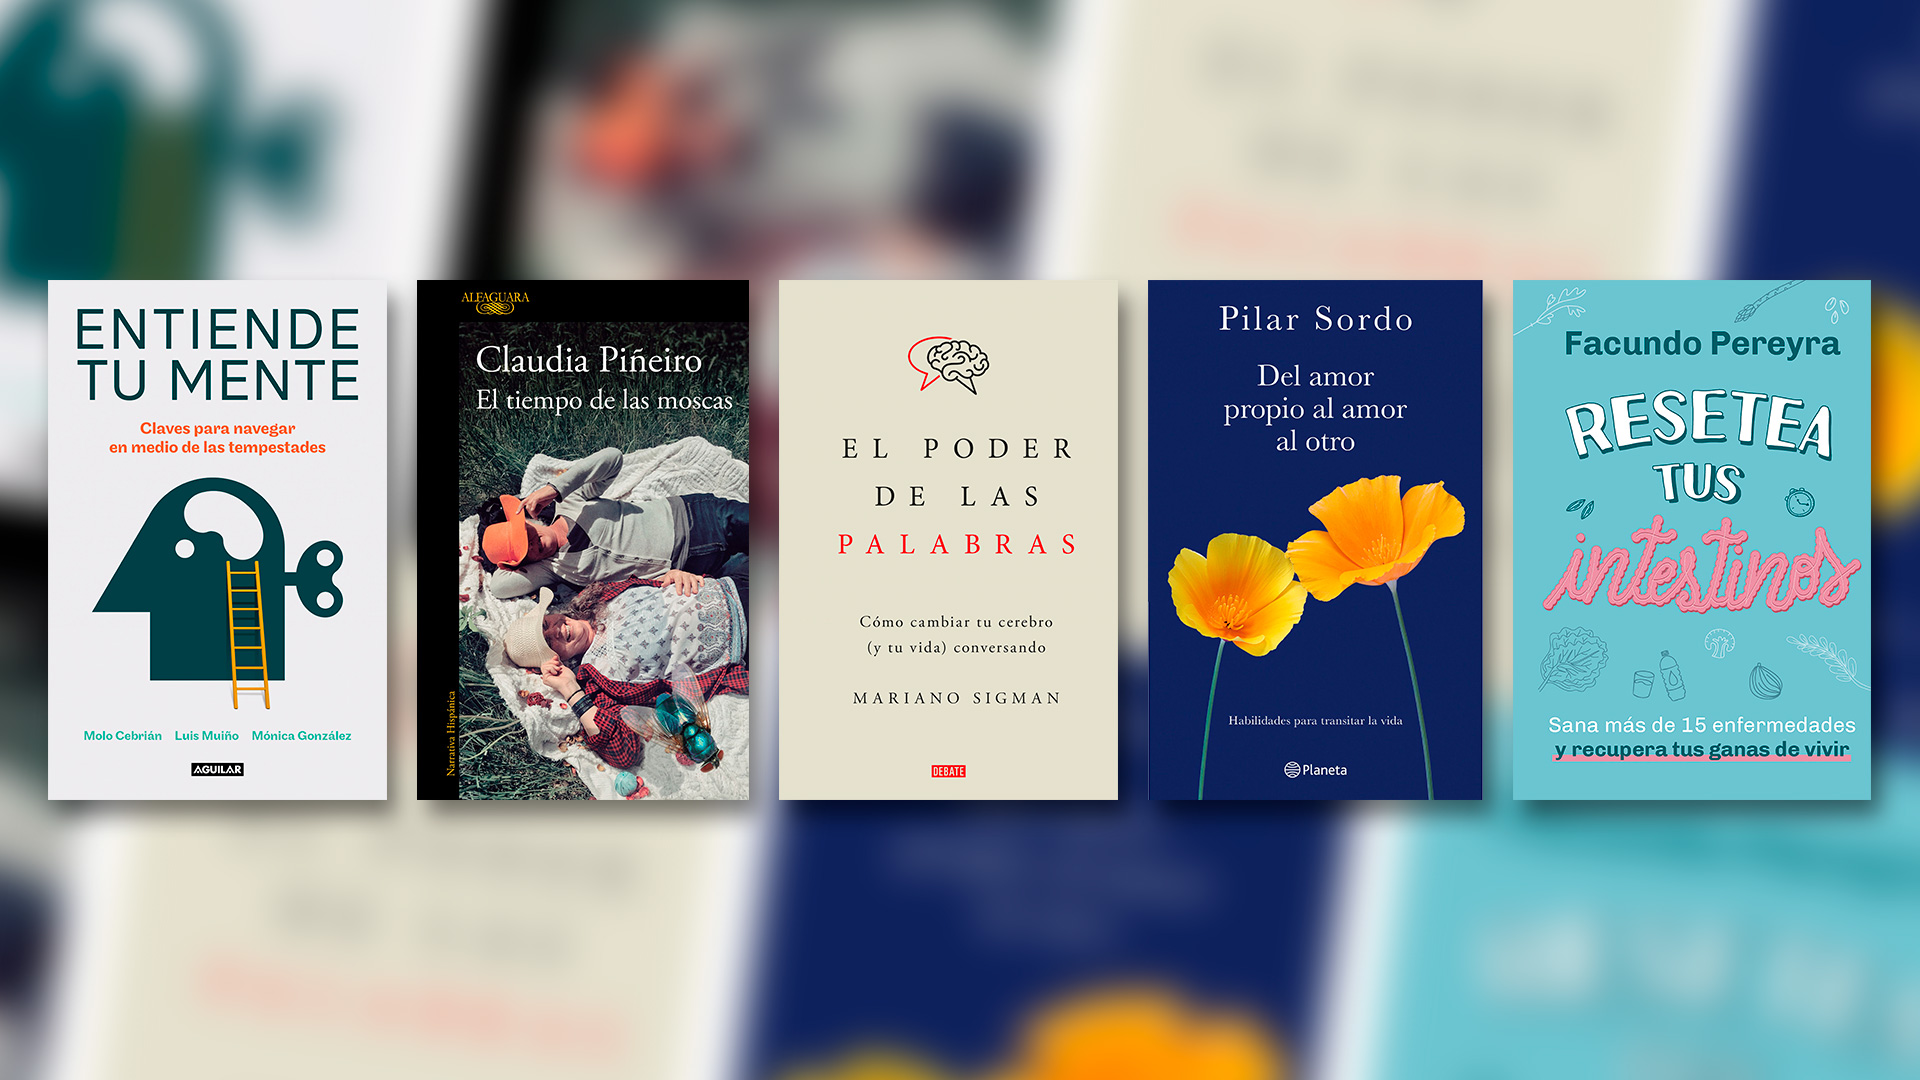 ENTIENDE
TU MENTE
Claves para navegar
en medio de las tempestades
Molo Cebrián Luis Muiño Mónica González
AGUILAR
ALFAGUARA
Claudia Piñeiro
El tiempo de las moscas
Narrativa Hispánica
EL PODER
DE LAS
PALABRAS
Cómo cambiar tu cerebro
(y tu vida) conversando
MARIANO SIGMAN
DEBATE
Pilar Sordo
Del amor
propio al amor
al otro
Habilidades para transitar la vida
Planeta
Facundo Pereyra
RESETEA
TUS
intestinos
Sana más de 15 enfermedades
y recupera tus ganas de vivir